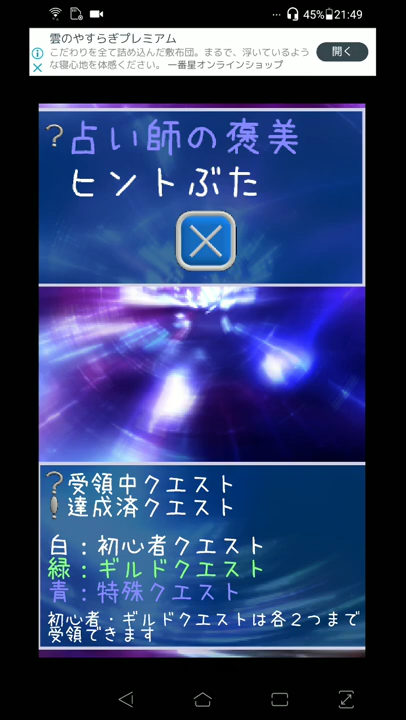 45% 21:49
雲のやすらぎプレミアム
こだわりを全て詰め込んだ敷布団。まるで、浮いているよう
な寝心地を体感ください。 一番星オンラインショップ
開く
?占い師の褒美
ヒントぶた
?受領中クエスト
!達成済クエスト
白：初心者クエスト
緑：ギルドクエスト
青：特殊クエスト
初心者・ギルドクエストは各２つまで
受領できます